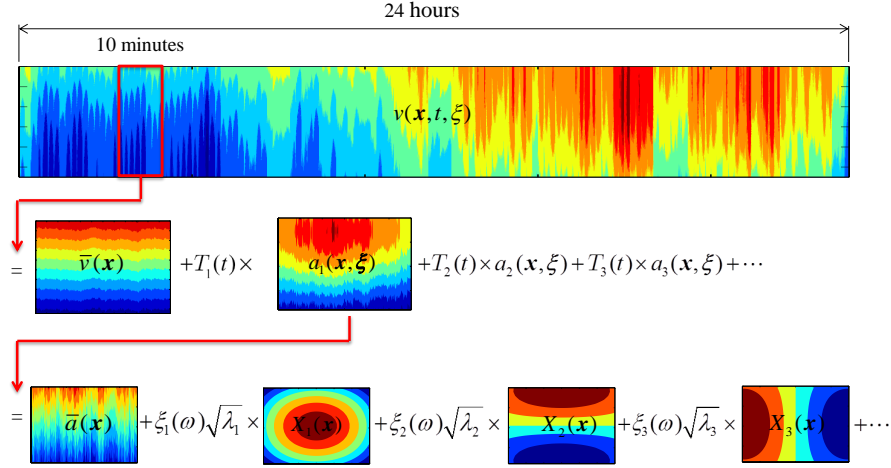 24 hours
10 minutes
v(x,t,ξ)
= v̅(x) +T₁(t)× a₁(x,ξ) +T₂(t)×a₂(x,ξ)+T₃(t)×a₃(x,ξ)+⋯
= a̅(x) +ξ₁(ω)√λ₁ × X₁(x) +ξ₂(ω)√λ₂ × X₂(x) +ξ₃(ω)√λ₃ × X₃(x) +⋯